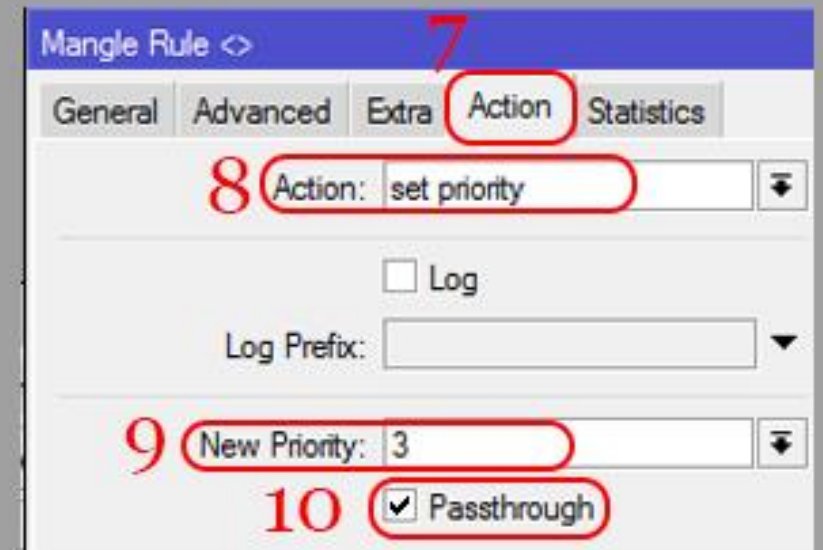 Mangle Rule <>
7
General Advanced Extra Action Statistics
8 Action: set priority
Log
Log Prefix:
9 New Priority: 3
10 Passthrough